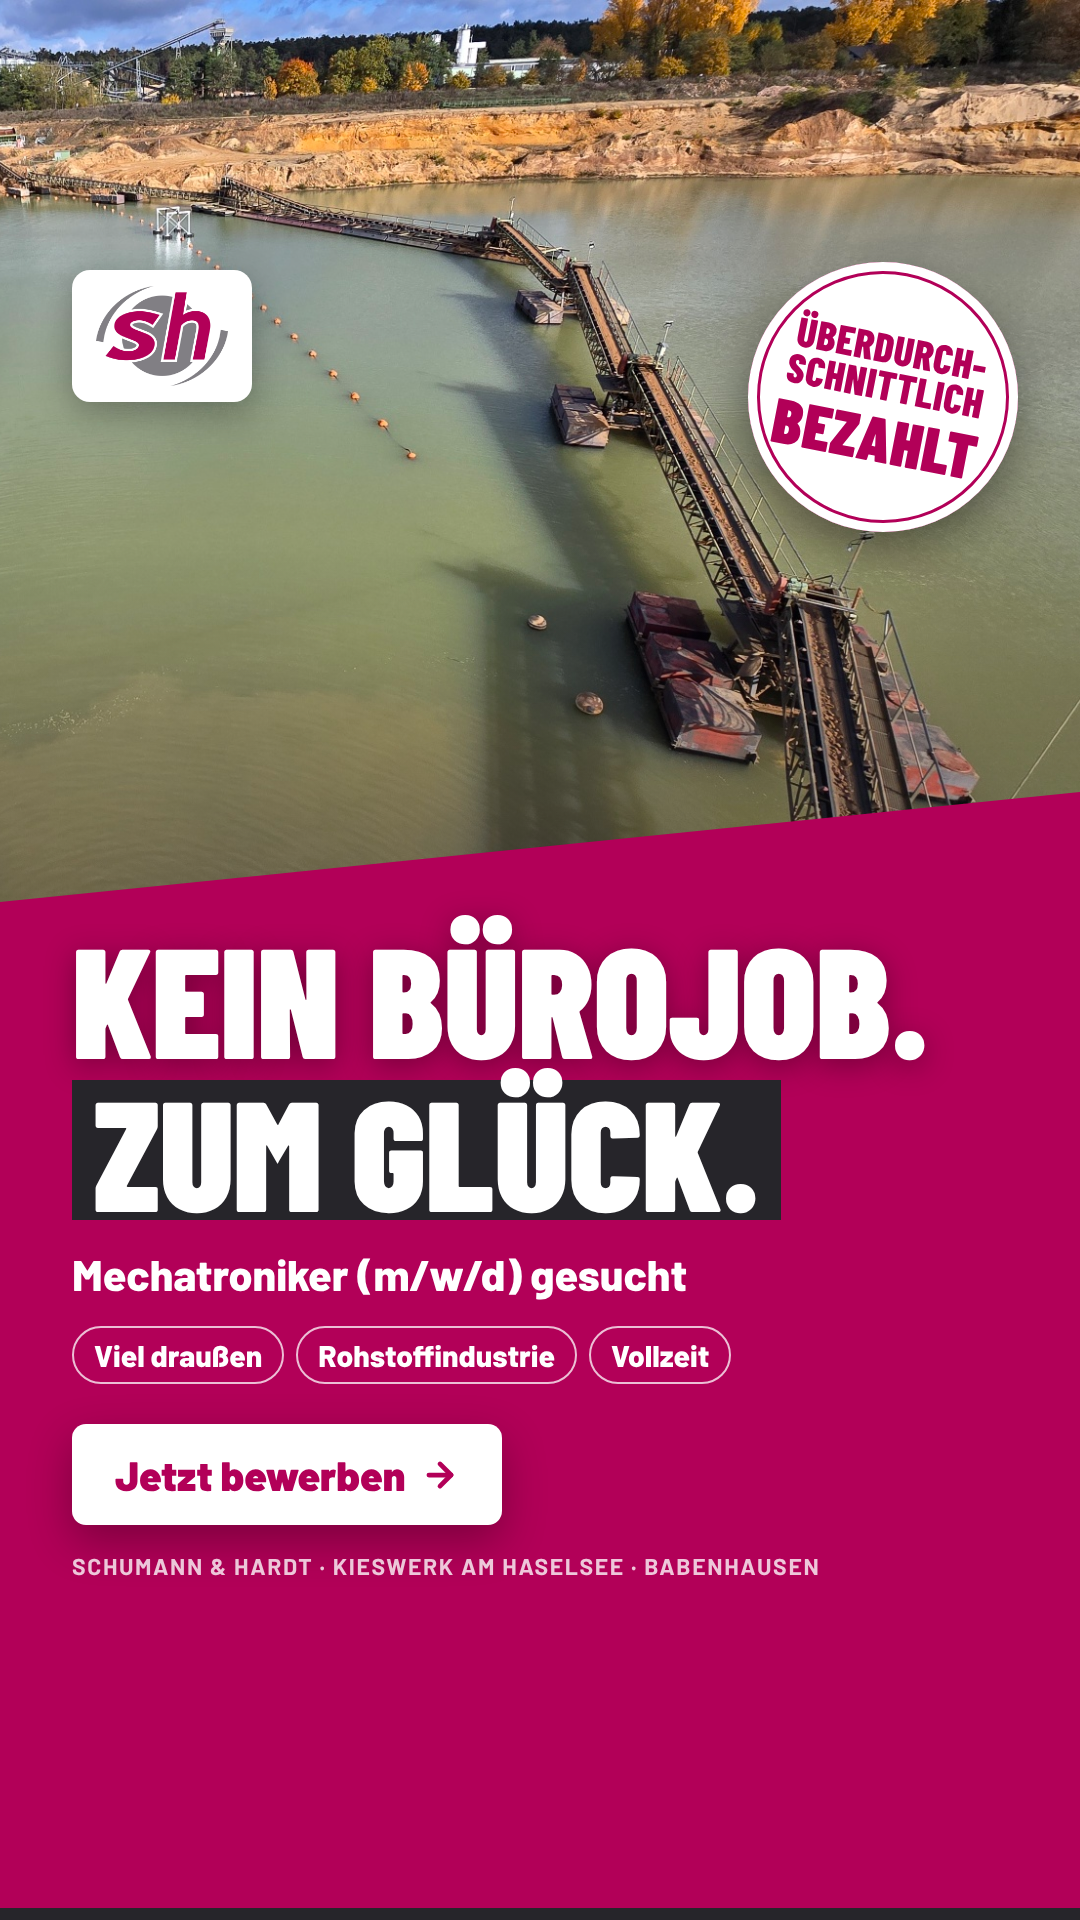 sh
ÜBERDURCH-
SCHNITTLICH
BEZAHLT
KEIN BÜROJOB.
ZUM GLÜCK.
Mechatroniker (m/w/d) gesucht
Viel draußen
Rohstoffindustrie
Vollzeit
Jetzt bewerben →
SCHUMANN & HARDT · KIESWERK AM HASELSEE · BABENHAUSEN